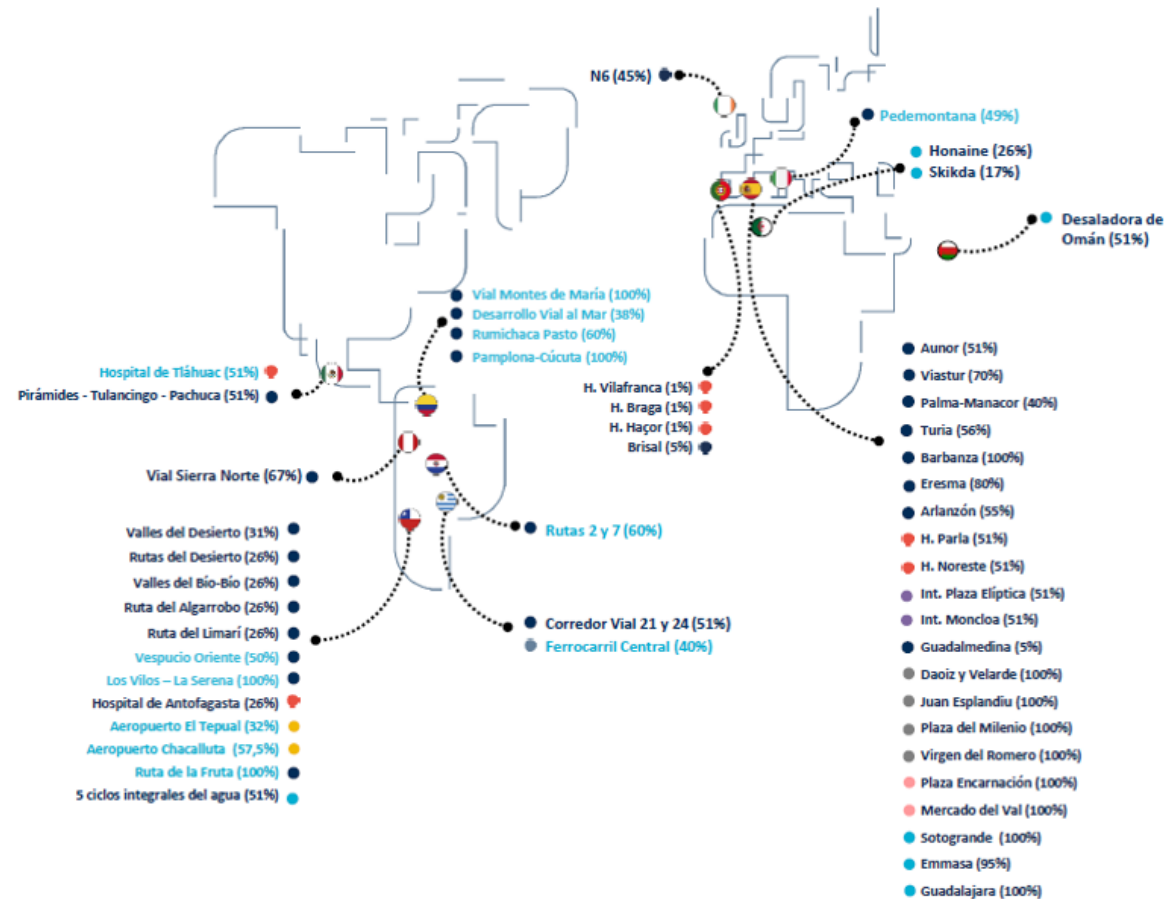 N6 (45%)
Pedemontana (49%)
Honaine (26%)
Skikda (17%)
Desaladora de
Omán (51%)
Vial Montes de María (100%)
Desarrollo Vial al Mar (38%)
Rumichaca Pasto (60%)
Pamplona-Cúcuta (100%)
Hospital de Tláhuac (51%)
Pirámides - Tulancingo - Pachuca (51%)
H. Vilafranca (1%)
H. Braga (1%)
H. Haçor (1%)
Brisal (5%)
Vial Sierra Norte (67%)
Rutas 2 y 7 (60%)
Corredor Vial 21 y 24 (51%)
Ferrocarril Central (40%)
Valles del Desierto (31%)
Rutas del Desierto (26%)
Valles del Bío-Bío (26%)
Ruta del Algarrobo (26%)
Ruta del Limarí (26%)
Vespucio Oriente (50%)
Los Vilos – La Serena (100%)
Hospital de Antofagasta (26%)
Aeropuerto El Tepual (32%)
Aeropuerto Chacalluta (57,5%)
Ruta de la Fruta (100%)
5 ciclos integrales del agua (51%)
Aunor (51%)
Viastur (70%)
Palma-Manacor (40%)
Turia (56%)
Barbanza (100%)
Eresma (80%)
Arlanzón (55%)
H. Parla (51%)
H. Noreste (51%)
Int. Plaza Elíptica (51%)
Int. Moncloa (51%)
Guadalmedina (5%)
Daoiz y Velarde (100%)
Juan Esplandiu (100%)
Plaza del Milenio (100%)
Virgen del Romero (100%)
Plaza Encarnación (100%)
Mercado del Val (100%)
Sotogrande (100%)
Emmasa (95%)
Guadalajara (100%)